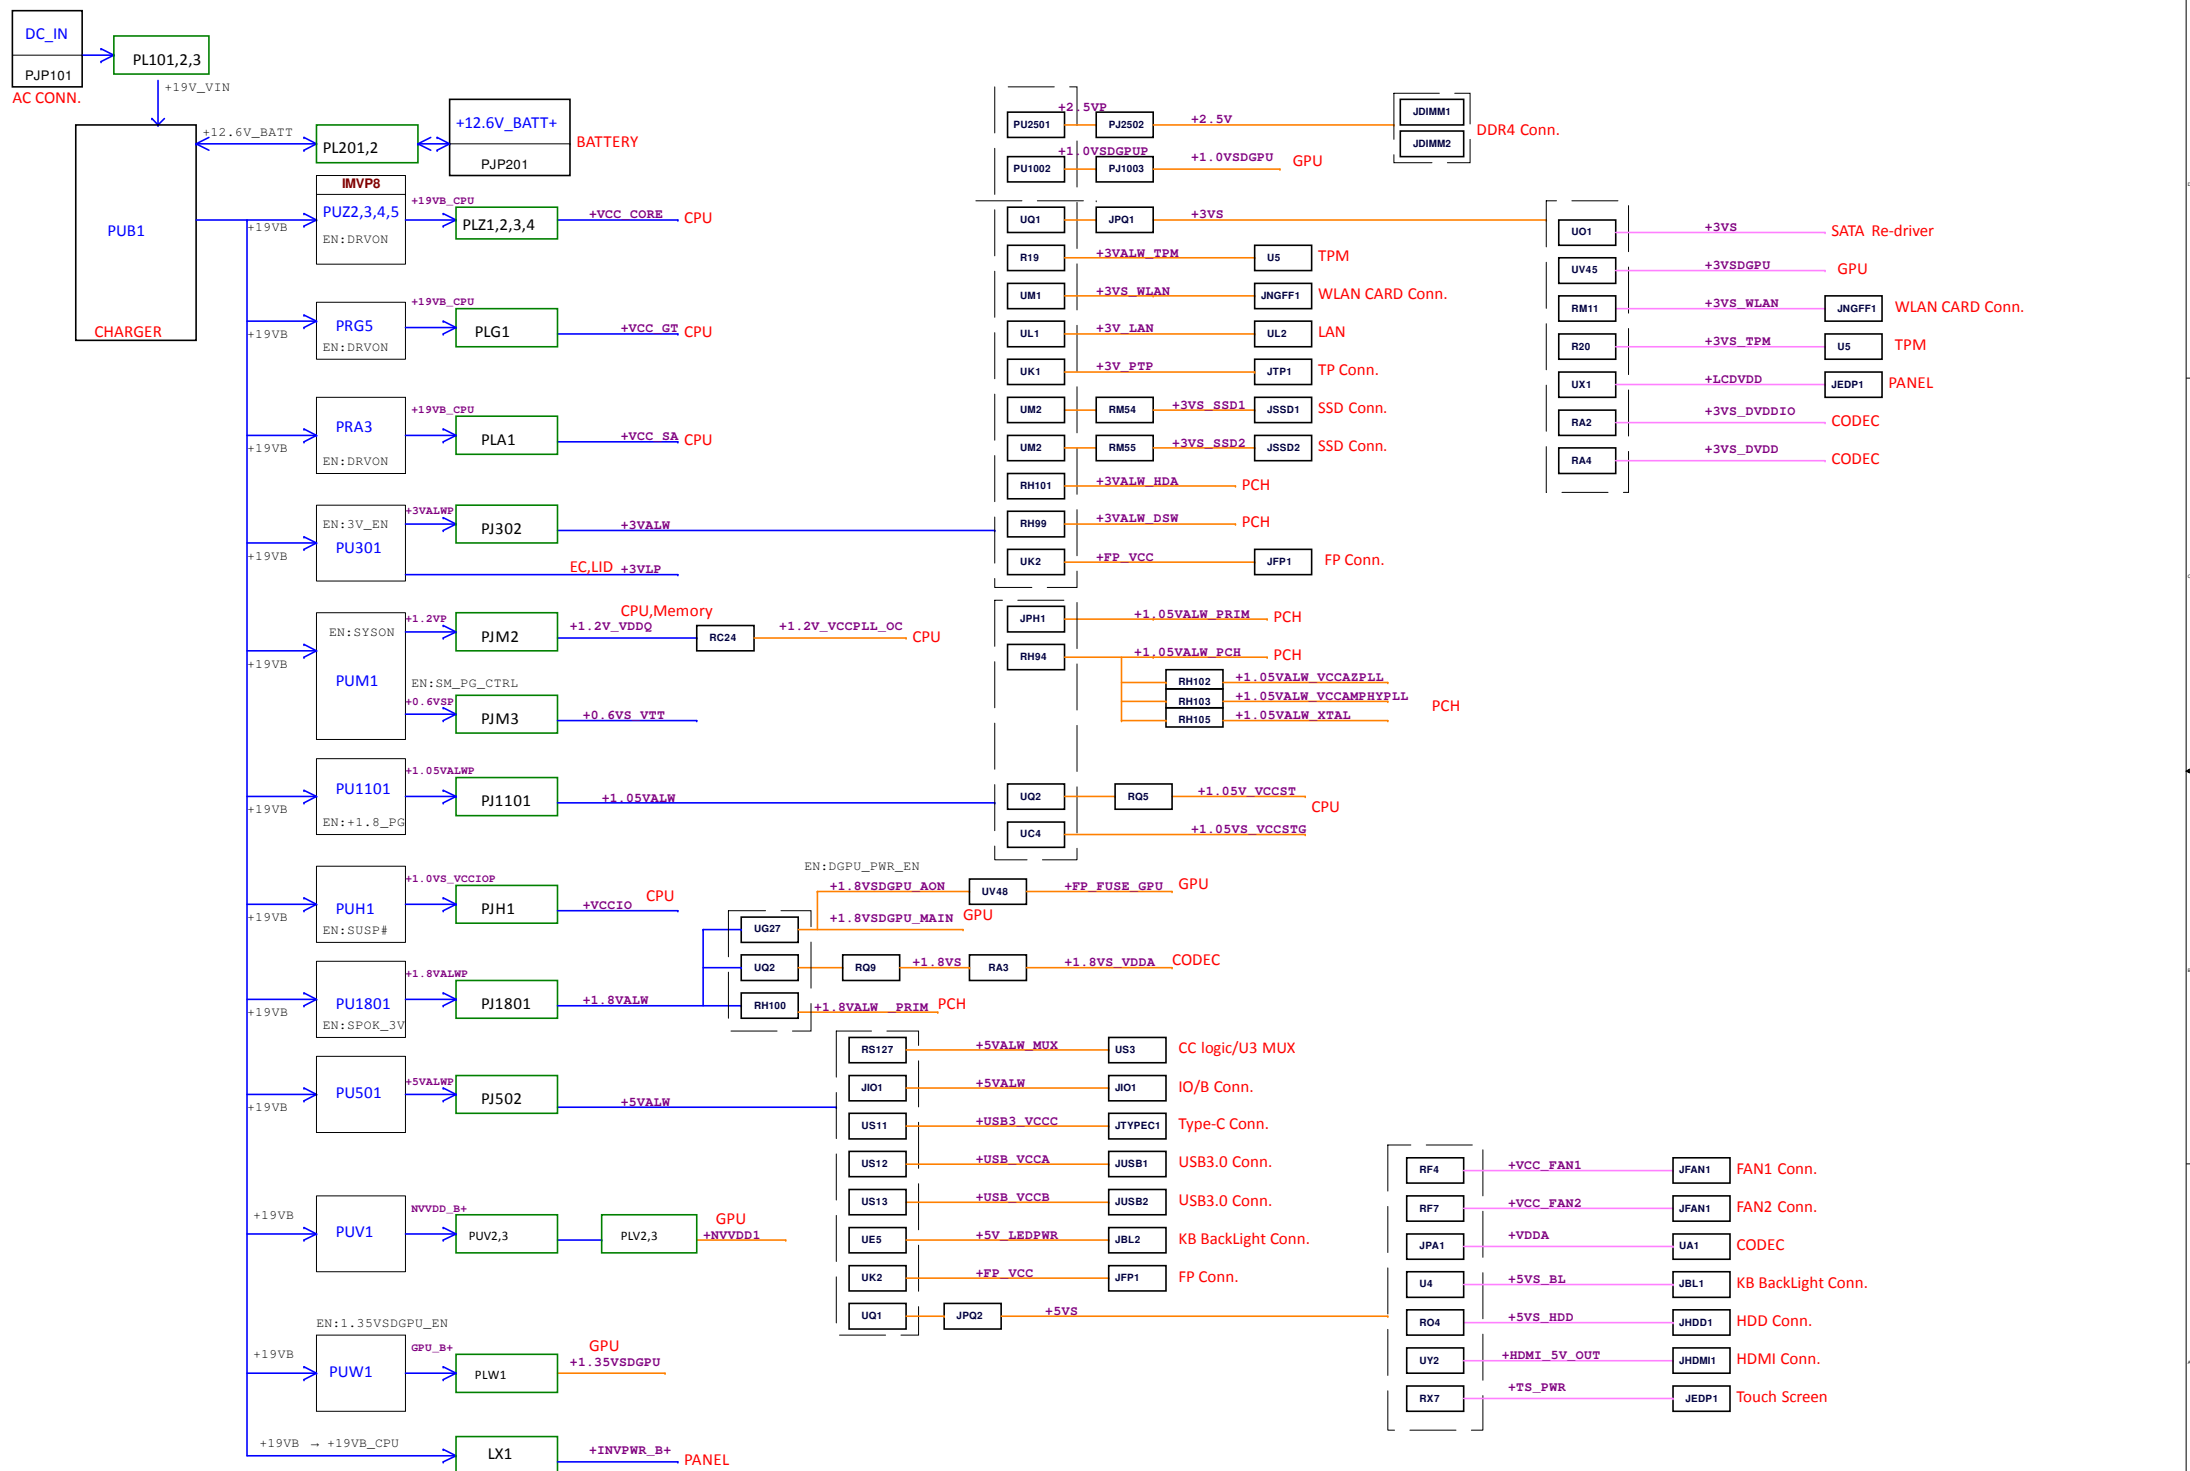 DC_IN
PJP101
AC CONN.
PL101,2,3
+19V_VIN
PUB1
CHARGER
+12.6V_BATT
PL201,2
+12.6V_BATT+
PJP201
BATTERY
+19VB
IMVP8
PUZ2,3,4,5
EN:DRVON
+19VB_CPU
PLZ1,2,3,4
+VCC_CORE
CPU
+19VB
PRG5
EN:DRVON
+19VB_CPU
PLG1
+VCC_GT
CPU
+19VB
PRA3
EN:DRVON
+19VB_CPU
PLA1
+VCC_SA
CPU
+19VB
EN:3V_EN
PU301
+3VALWP
PJ302
+3VALW
EC,LID
+3VLP
+19VB
EN:SYSON
PUM1
+1.2VP
PJM2
CPU,Memory
+1.2V_VDDQ
RC24
+1.2V_VCCPLL_OC
CPU
EN:SM_PG_CTRL
+0.6VSP
PJM3
+0.6VS_VTT
+19VB
PU1101
EN:+1.8_PG
+1.05VALWP
PJ1101
+1.05VALW
+19VB
PUH1
EN:SUSP#
+1.0VS_VCCIOP
PJH1
+VCCIO
CPU
+19VB
PU1801
EN:SPOK_3V
+1.8VALWP
PJ1801
+1.8VALW
EN:DGPU_PWR_EN
UG27
+1.8VSDGPU_AON
UV48
+FP_FUSE_GPU
GPU
+1.8VSDGPU_MAIN
GPU
UQ2
RQ9
+1.8VS
RA3
+1.8VS_VDDA
CODEC
RH100
+1.8VALW _PRIM
PCH
+19VB
PU501
+5VALWP
PJ502
+5VALW
RS127
+5VALW_MUX
US3
CC logic/U3 MUX
JIO1
+5VALW
JIO1
IO/B Conn.
US11
+USB3_VCCC
JTYPEC1
Type-C Conn.
US12
+USB_VCCA
JUSB1
USB3.0 Conn.
US13
+USB_VCCB
JUSB2
USB3.0 Conn.
UE5
+5V_LEDPWR
JBL2
KB BackLight Conn.
UK2
+FP_VCC
JFP1
FP Conn.
UQ1
JPQ2
+5VS
RF4
+VCC_FAN1
JFAN1
FAN1 Conn.
RF7
+VCC_FAN2
JFAN1
FAN2 Conn.
JPA1
+VDDA
UA1
CODEC
U4
+5VS_BL
JBL1
KB BackLight Conn.
RO4
+5VS_HDD
JHDD1
HDD Conn.
UY2
+HDMI_5V_OUT
JHDMI1
HDMI Conn.
RX7
+TS_PWR
JEDP1
Touch Screen
+19VB
PUV1
NVVDD_B+
PUV2,3
PLV2,3
GPU
+NVVDD1
EN:1.35VSDGPU_EN
+19VB
PUW1
GPU_B+
PLW1
GPU
+1.35VSDGPU
+19VB → +19VB_CPU
LX1
+INVPWR_B+
PANEL
PU2501
+2.5VP
PJ2502
+2.5V
JDIMM1
JDIMM2
DDR4 Conn.
PU1002
+1.0VSDGPUP
PJ1003
+1.0VSDGPU
GPU
UQ1
JPQ1
+3VS
R19
+3VALW_TPM
U5
TPM
UM1
+3VS_WLAN
JNGFF1
WLAN CARD Conn.
UL1
+3V_LAN
UL2
LAN
UK1
+3V_PTP
JTP1
TP Conn.
UM2
RM54
+3VS_SSD1
JSSD1
SSD Conn.
UM2
RM55
+3VS_SSD2
JSSD2
SSD Conn.
RH101
+3VALW_HDA
PCH
RH99
+3VALW_DSW
PCH
UK2
+FP_VCC
JFP1
FP Conn.
UO1
+3VS
SATA Re-driver
UV45
+3VSDGPU
GPU
RM11
+3VS_WLAN
JNGFF1
WLAN CARD Conn.
R20
+3VS_TPM
U5
TPM
UX1
+LCDVDD
JEDP1
PANEL
RA2
+3VS_DVDDIO
CODEC
RA4
+3VS_DVDD
CODEC
JPH1
+1.05VALW_PRIM
PCH
RH94
+1.05VALW_PCH
PCH
RH102
+1.05VALW_VCCAZPLL
RH103
+1.05VALW_VCCAMPHYPLL
PCH
RH105
+1.05VALW_XTAL
UQ2
RQ5
+1.05V_VCCST
CPU
UC4
+1.05VS_VCCSTG